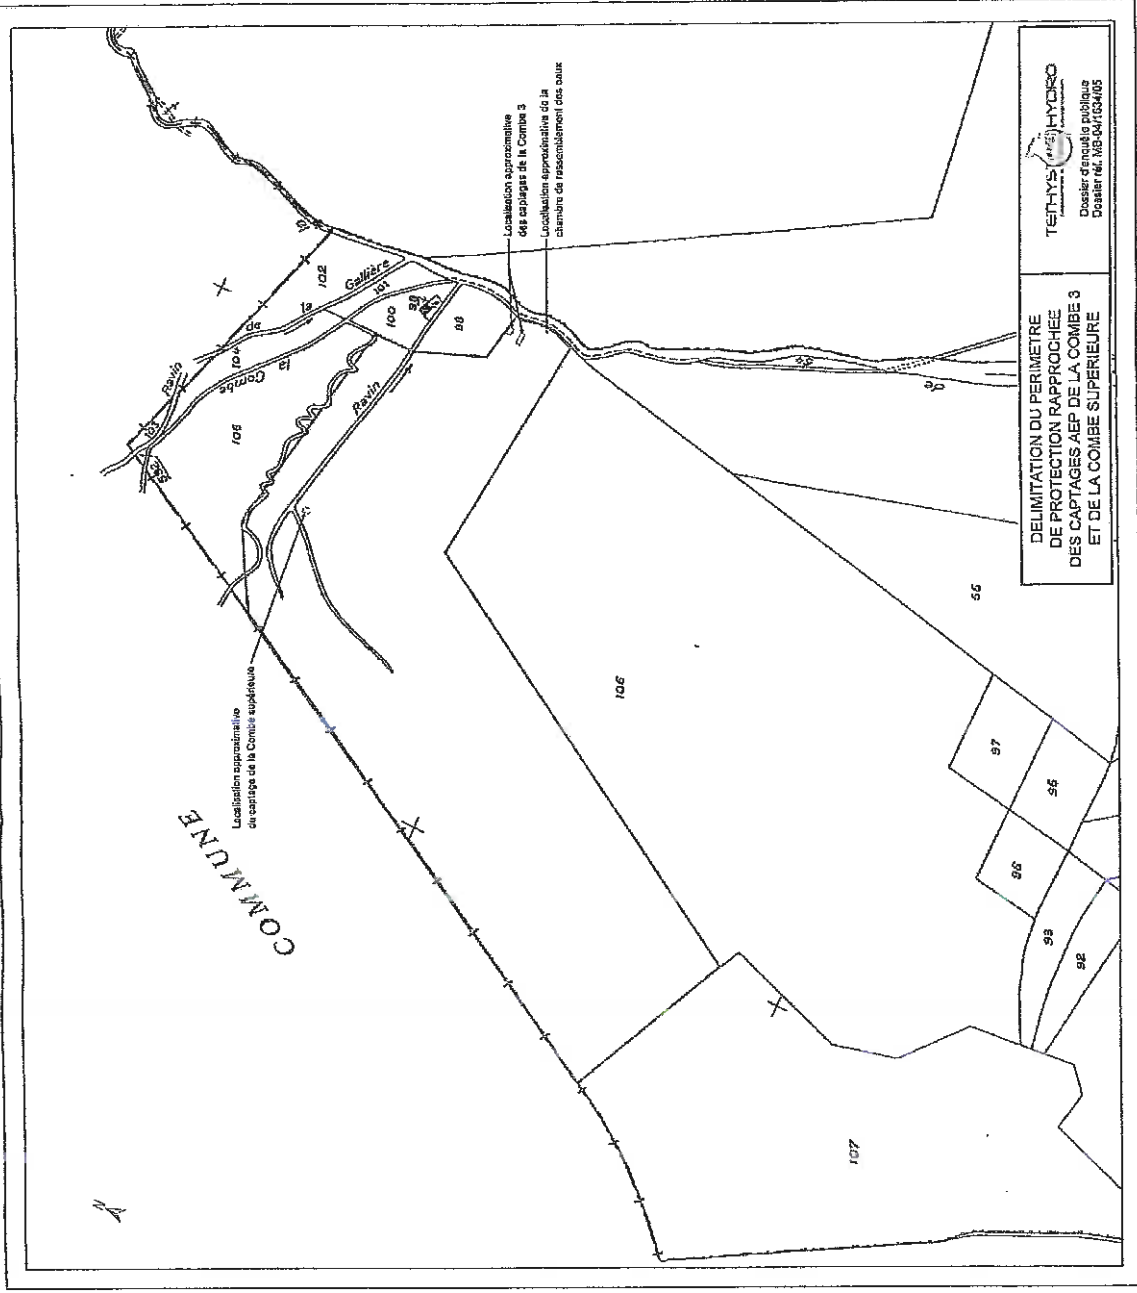 COMMUNE
Localisation approximative
du captage de la Combe supérieure
Localisation approximative
des captages de la Combe 3
Localisation approximative de la
chambre de rassemblement des eaux
Ravin
de
la
Gallière
la
Combe
Ravin
de
102
103
104
105
101
100
99
98
106
107
97
96
95
93
92
55
DELIMITATION DU PERIMETRE
DE PROTECTION RAPPROCHEE
DES CAPTAGES AEP DE LA COMBE 3
ET DE LA COMBE SUPERIEURE
TETHYS HYDRO
Dossier d'enquête publique
Dossier réf. MB-04/1634/05
N